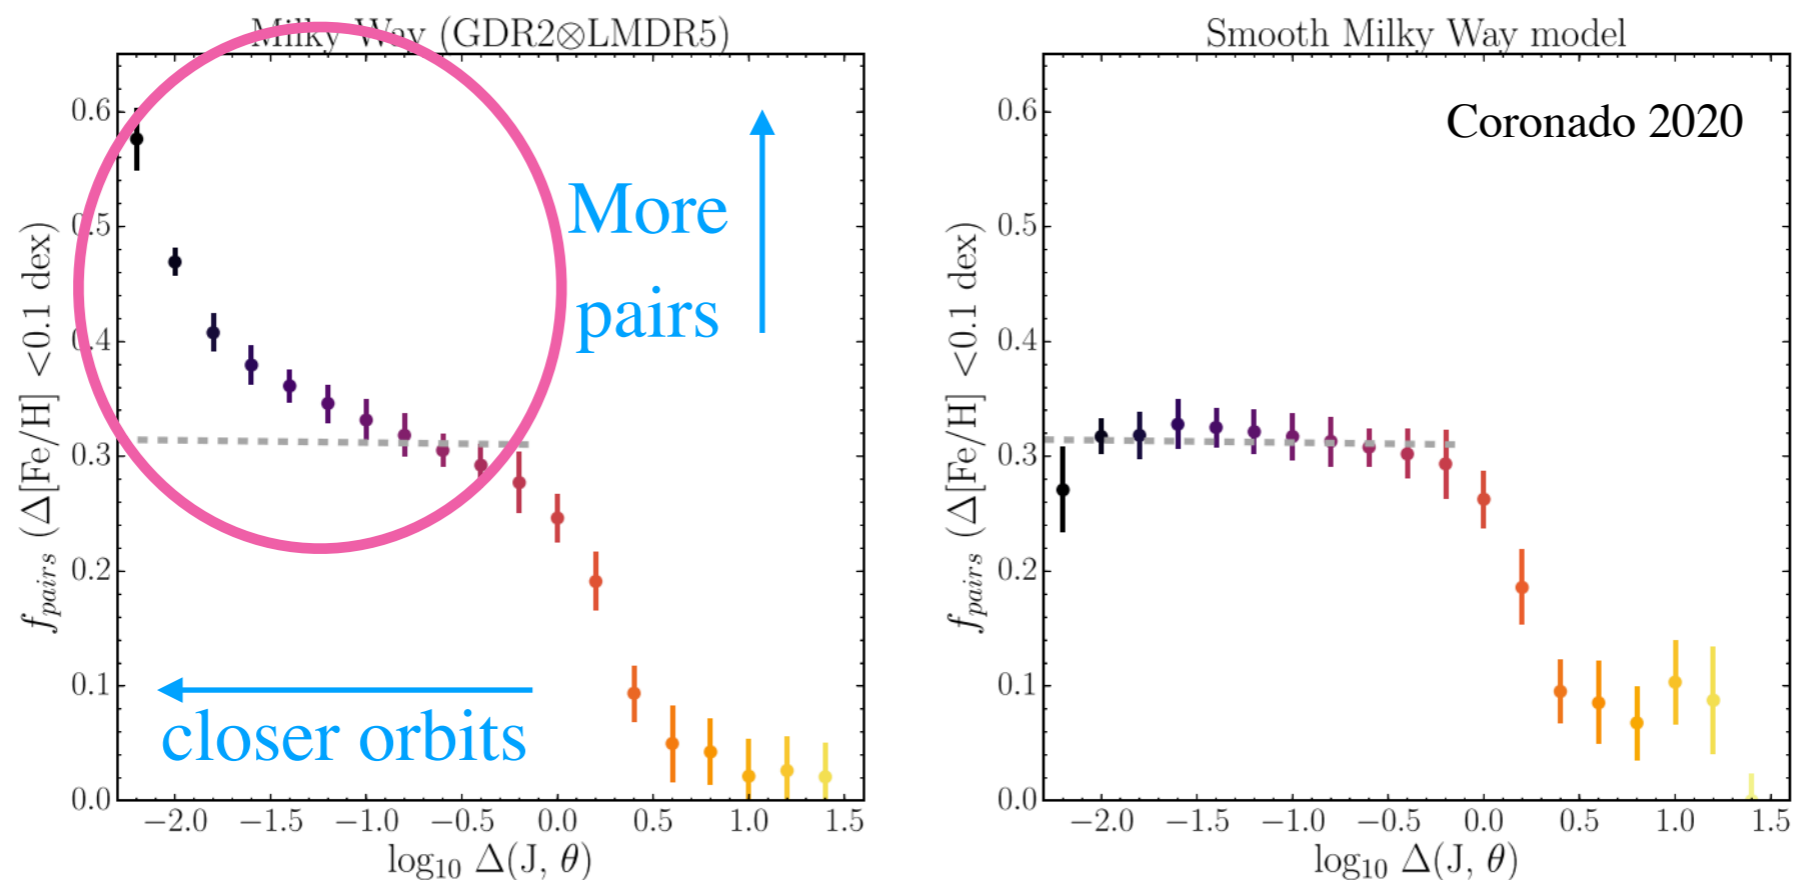 Milky Way (GDR2⊗LMDR5)
0.6
0.5
0.4
0.3
0.2
0.1
0.0
f_pairs (Δ[Fe/H] <0.1 dex)
More
pairs
closer orbits
−2.0 −1.5 −1.0 −0.5 0.0 0.5 1.0 1.5
log₁₀ Δ(J, θ)
Smooth Milky Way model
Coronado 2020
0.6
0.5
0.4
0.3
0.2
0.1
0.0
f_pairs (Δ[Fe/H] <0.1 dex)
−2.0 −1.5 −1.0 −0.5 0.0 0.5 1.0 1.5
log₁₀ Δ(J, θ)